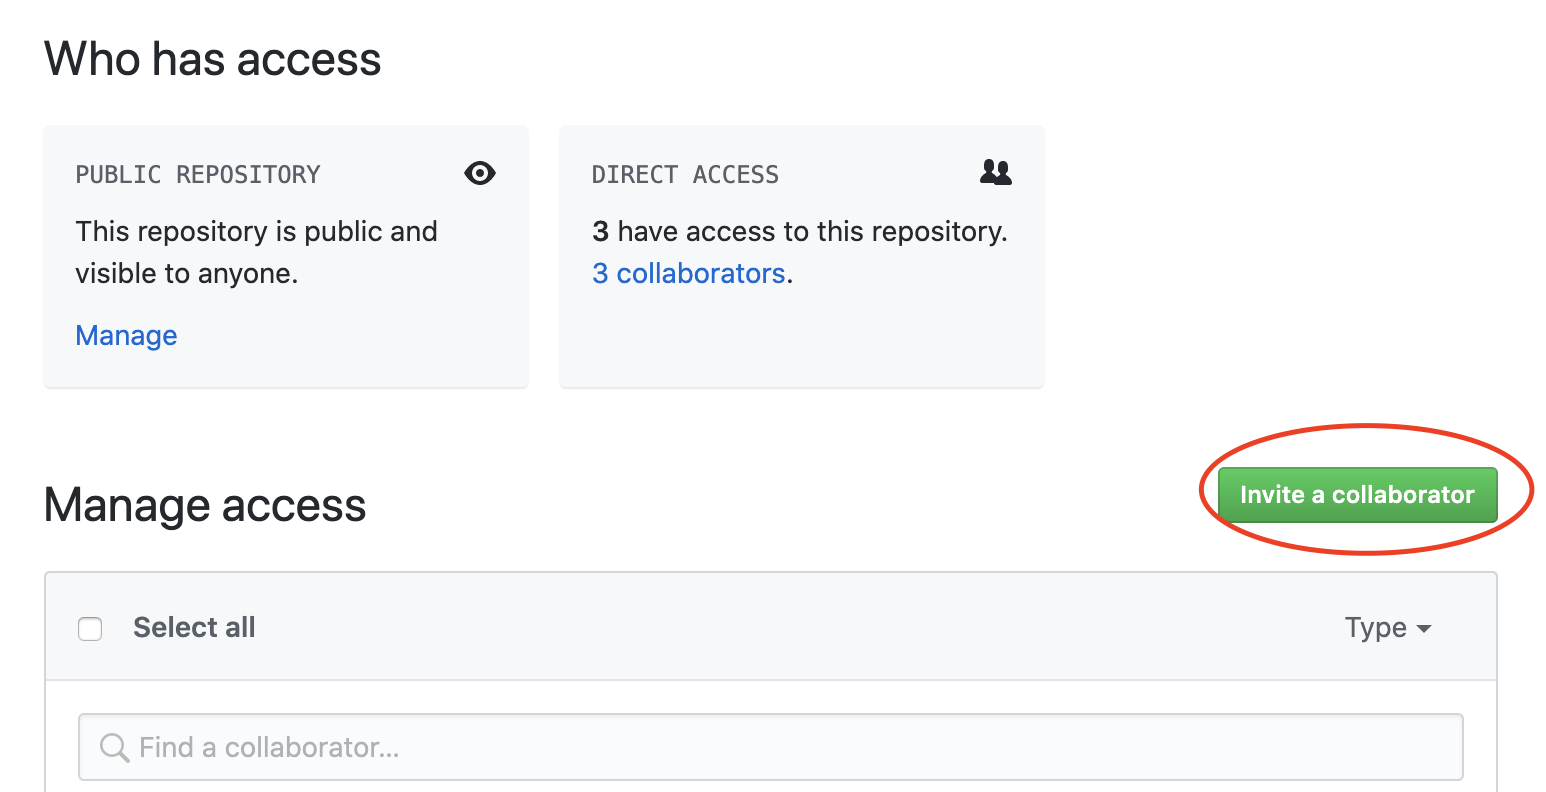 Who has access
PUBLIC REPOSITORY
This repository is public and
visible to anyone.
Manage
DIRECT ACCESS
3 have access to this repository.
3 collaborators.
Manage access
Invite a collaborator
Select all
Type
Find a collaborator...